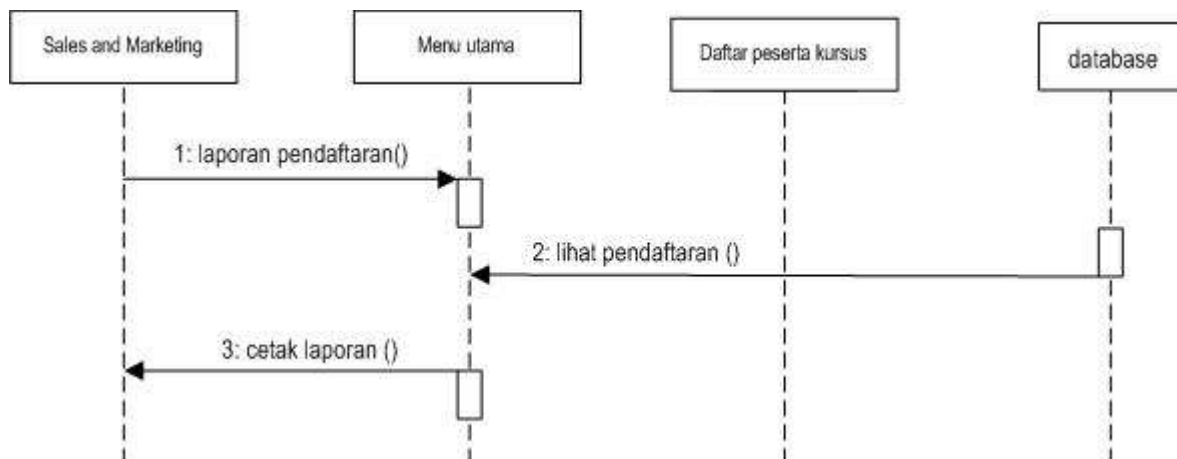 Sales and Marketing
Menu utama
Daftar peserta kursus
database
1: laporan pendaftaran()
2: lihat pendaftaran ()
3: cetak laporan ()